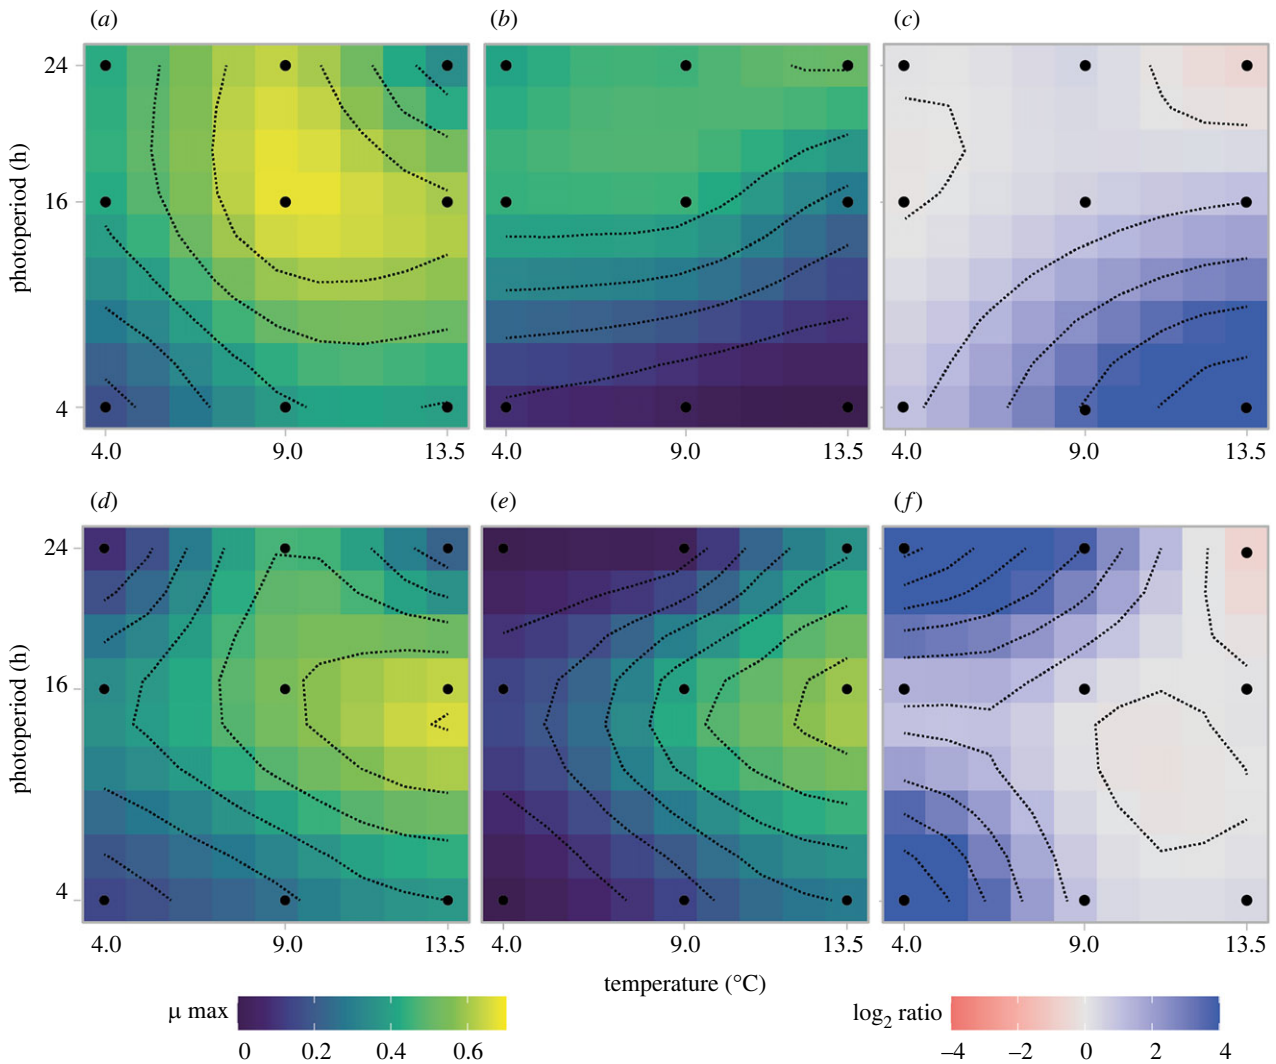 (a) (b) (c)
photoperiod (h)
24
16
4
4.0 9.0 13.5 4.0 9.0 13.5 4.0 9.0 13.5
(d) (e) (f)
photoperiod (h)
24
16
4
4.0 9.0 13.5 4.0 9.0 13.5 4.0 9.0 13.5
temperature (°C)
µ max
0 0.2 0.4 0.6
log₂ ratio
–4 –2 0 2 4